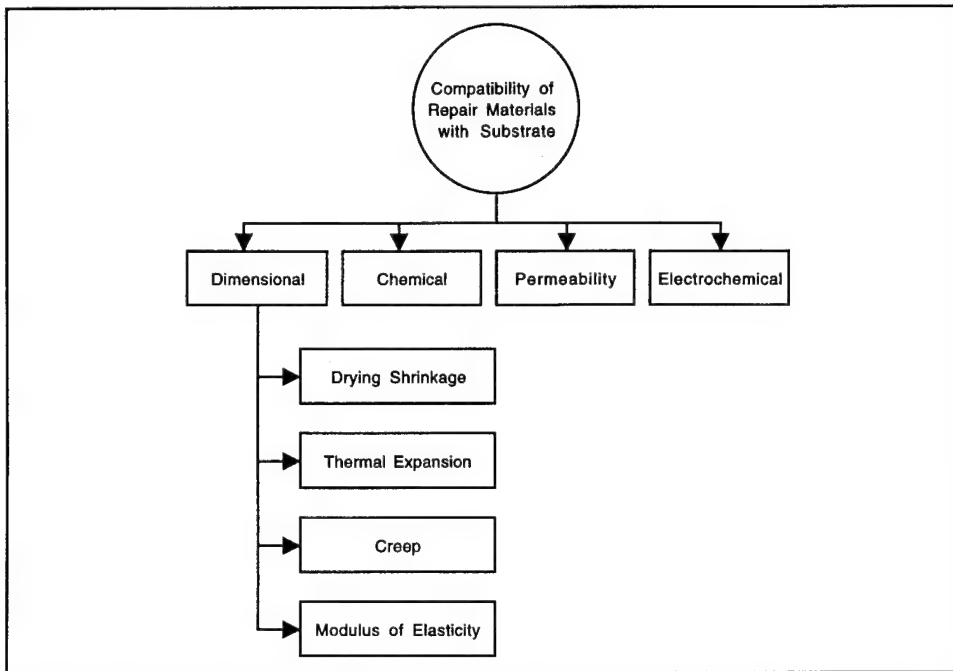 Compatibility of
Repair Materials
with Substrate
Dimensional
Chemical
Permeability
Electrochemical
Drying Shrinkage
Thermal Expansion
Creep
Modulus of Elasticity